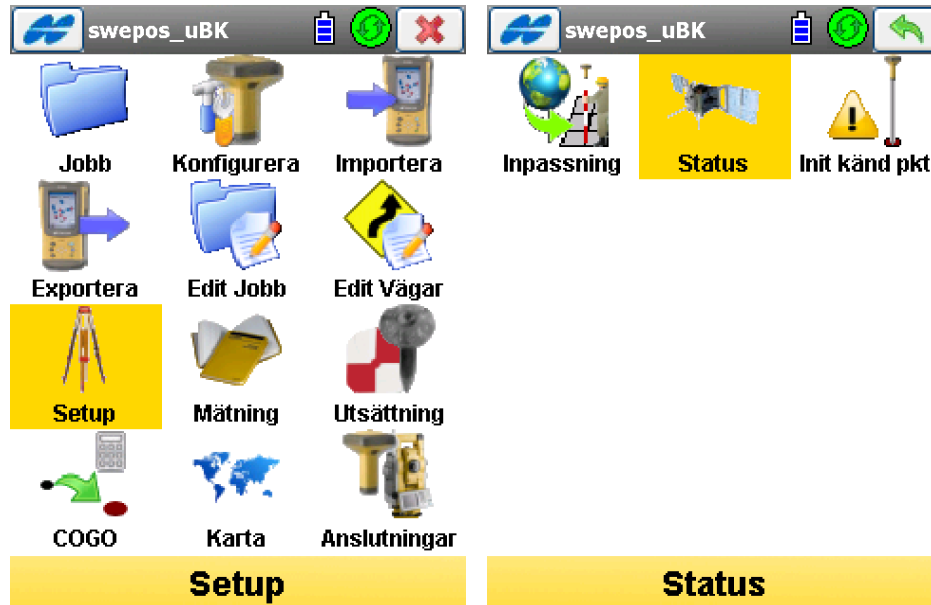 swepos_uBK
Jobb
Konfigurera
Importera
Exportera
Edit Jobb
Edit Vägar
Setup
Mätning
Utsättning
COGO
Karta
Anslutningar
Setup
swepos_uBK
Inpassning
Status
Init känd pkt
Status